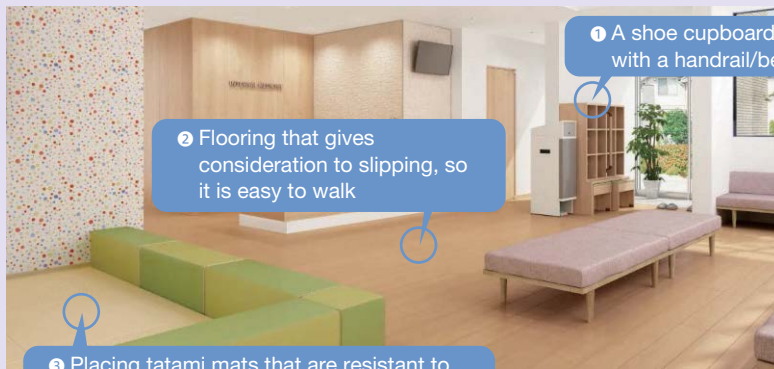 ❶ A shoe cupboard
with a handrail/be
❷ Flooring that gives
consideration to slipping, so
it is easy to walk
❸ Placing tatami mats that are resistant to